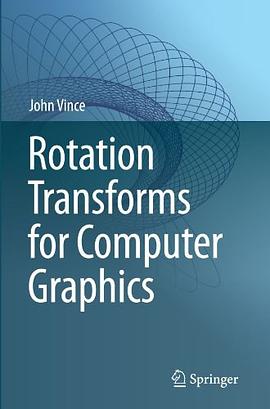 John Vince
Rotation
Transforms
for Computer
Graphics
Springer